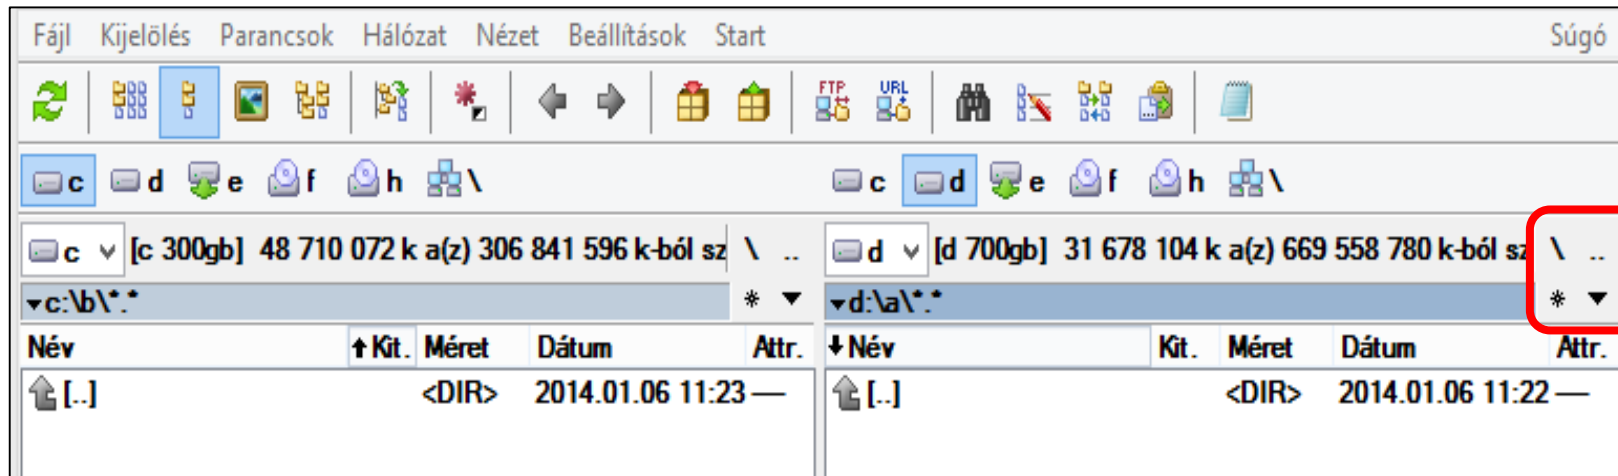 Fájl Kijelölés Parancsok Hálózat Nézet Beállítások Start Súgó
FTP URL
c d e f h \ c d e f h \
c [c 300gb] 48 710 072 k a(z) 306 841 596 k-ból sz \ .. d [d 700gb] 31 678 104 k a(z) 669 558 780 k-ból sz \ ..
c:\b\*.* * d:\a\*.* *
Név Kit. Méret Dátum Attr. Név Kit. Méret Dátum Attr.
[..] <DIR> 2014.01.06 11:23 — [..] <DIR> 2014.01.06 11:22 —